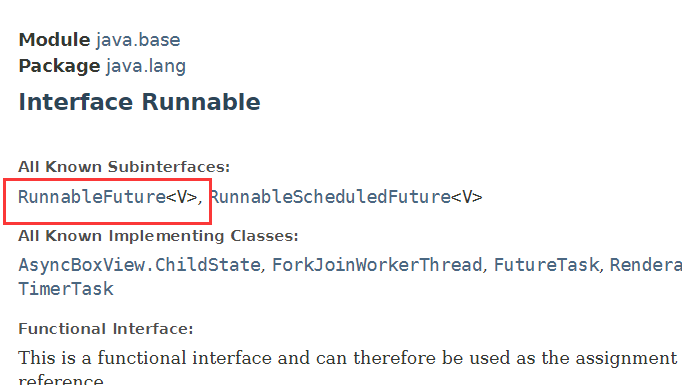 Module java.base
Package java.lang
Interface Runnable
All Known Subinterfaces:
RunnableFuture<V>, RunnableScheduledFuture<V>
All Known Implementing Classes:
AsyncBoxView.ChildState, ForkJoinWorkerThread, FutureTask, Rendera
TimerTask
Functional Interface:
This is a functional interface and can therefore be used as the assignment
reference